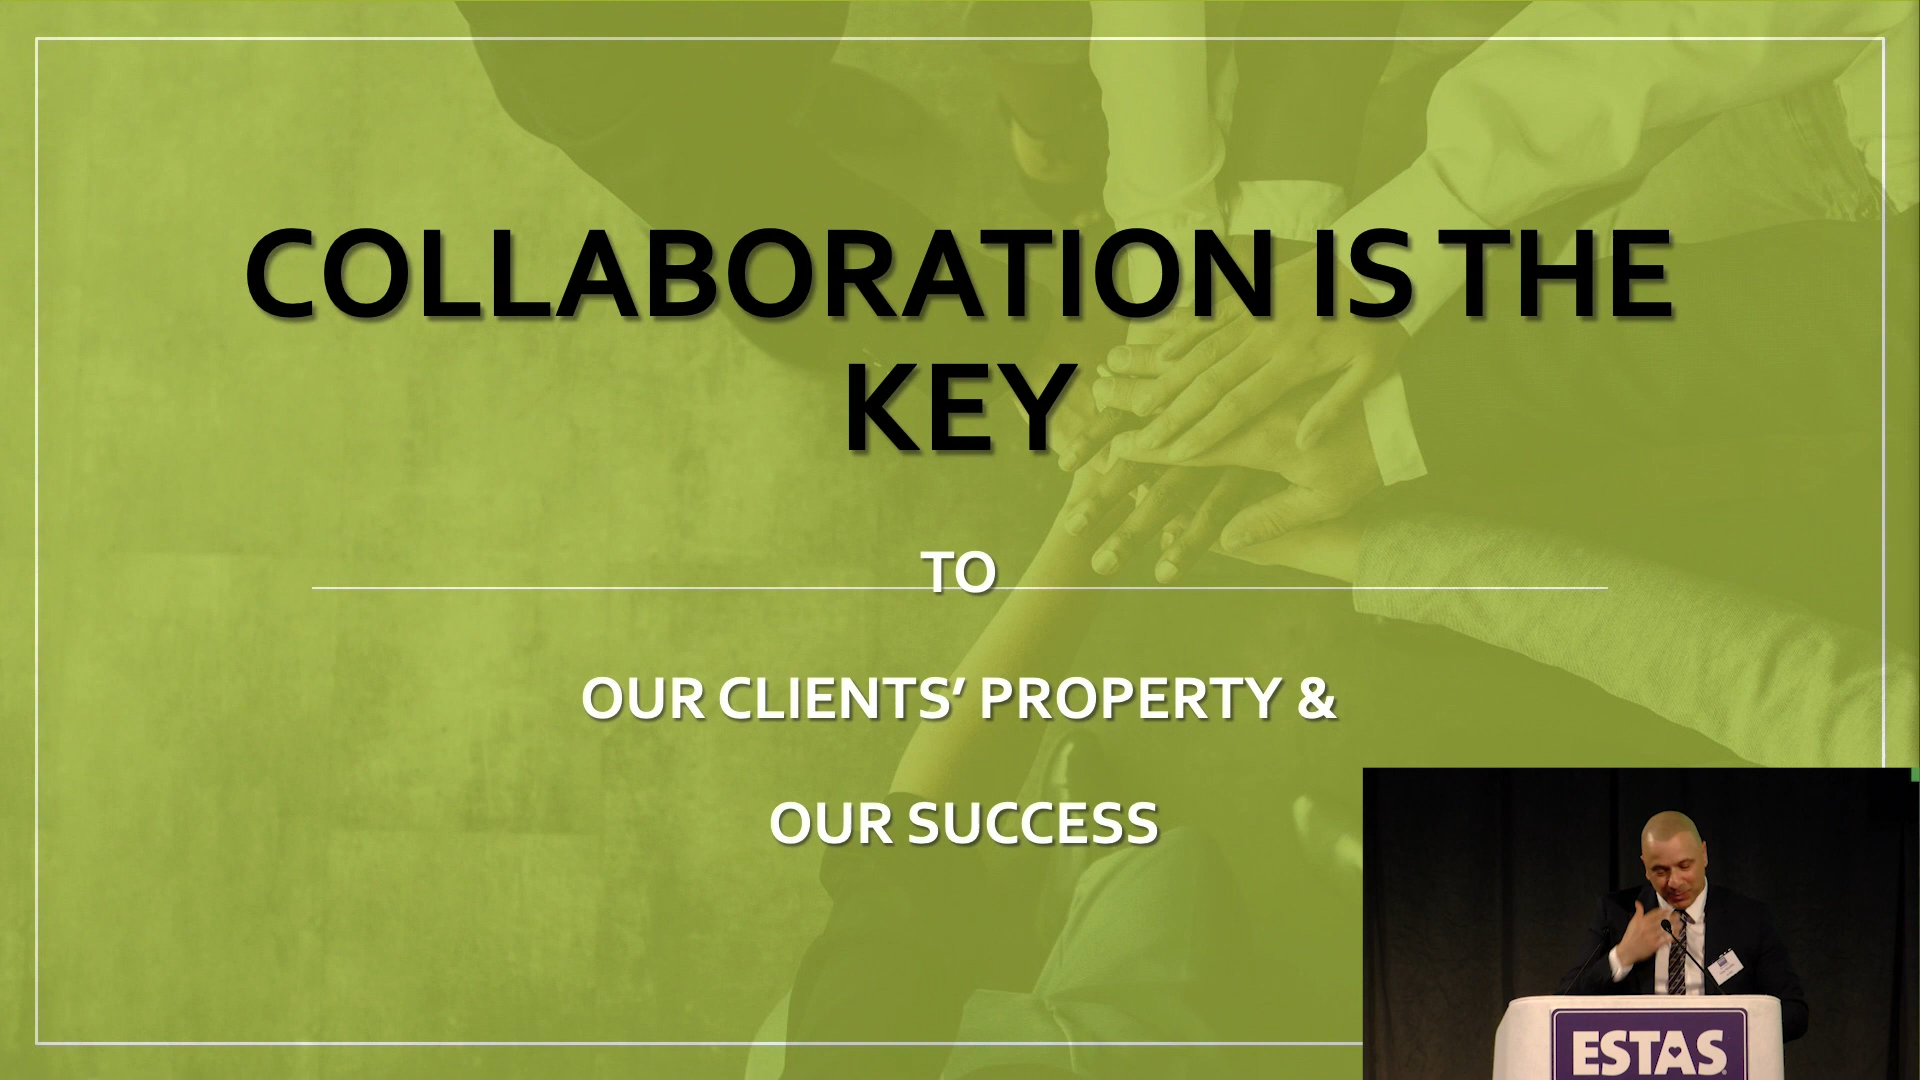 COLLABORATION IS THE
KEY
TO
OUR CLIENTS’ PROPERTY &
OUR SUCCESS
ESTAS